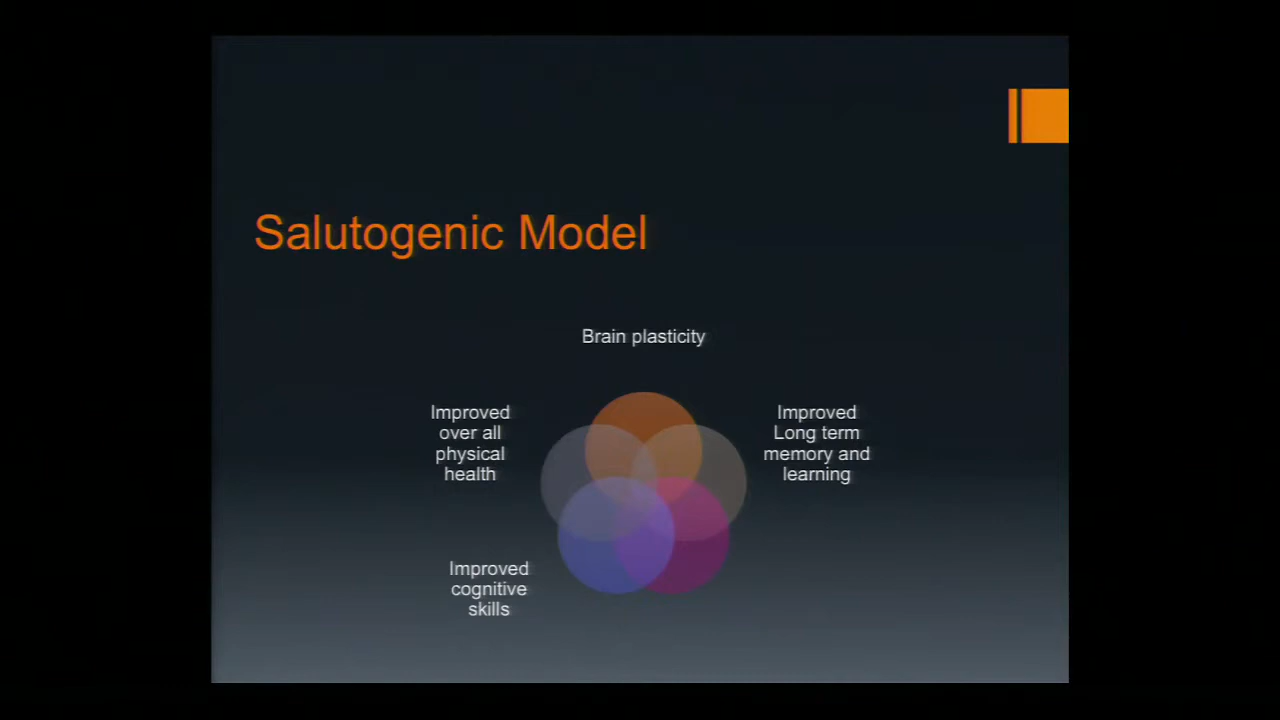 Salutogenic Model
Brain plasticity
Improved
over all
physical
health
Improved
Long term
memory and
learning
Improved
cognitive
skills